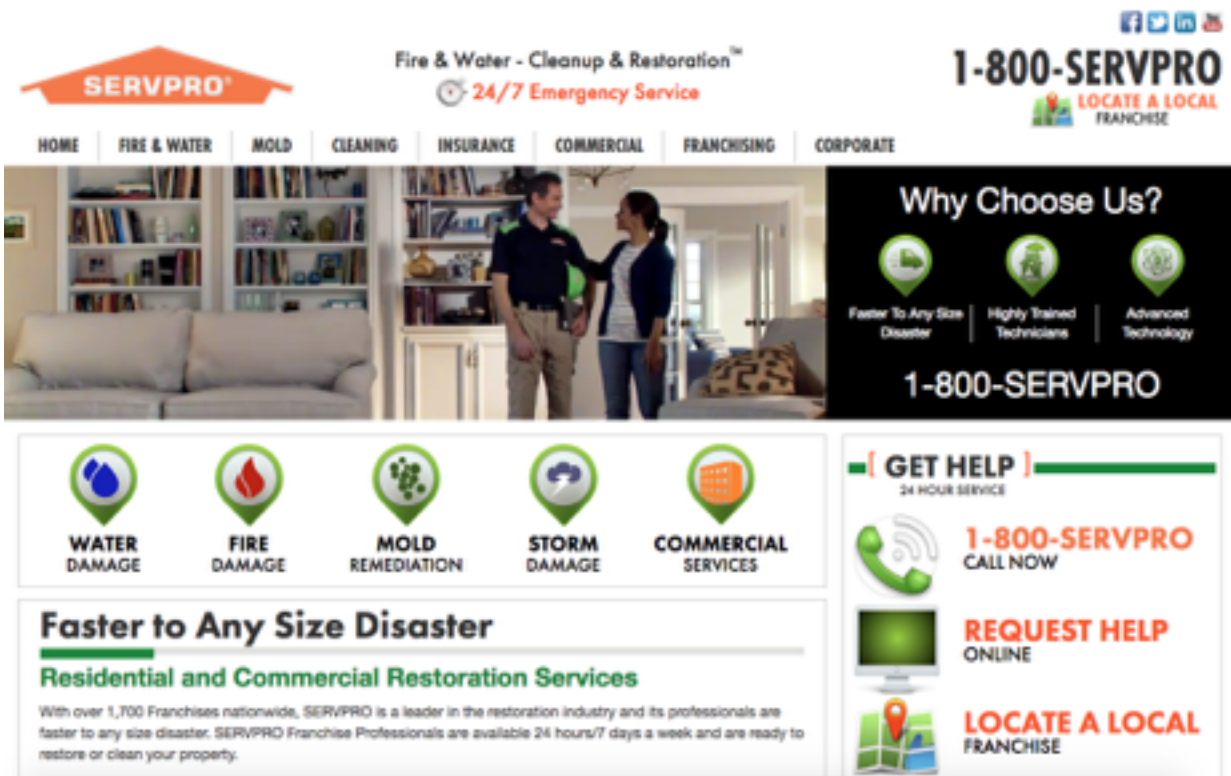 SERVPRO®
Fire & Water - Cleanup & Restoration™
24/7 Emergency Service
1-800-SERVPRO
LOCATE A LOCAL
FRANCHISE
HOME FIRE & WATER MOLD CLEANING INSURANCE COMMERCIAL FRANCHISING CORPORATE
Why Choose Us?
Faster To Any Size
Disaster
Highly Trained
Technicians
Advanced
Technology
1-800-SERVPRO
WATER
DAMAGE
FIRE
DAMAGE
MOLD
REMEDIATION
STORM
DAMAGE
COMMERCIAL
SERVICES
Faster to Any Size Disaster
Residential and Commercial Restoration Services
With over 1,700 Franchises nationwide, SERVPRO is a leader in the restoration industry and its professionals are
faster to any size disaster. SERVPRO Franchise Professionals are available 24 hours/7 days a week and are ready to
restore or clean your property.
[ GET HELP ]
24 HOUR SERVICE
1-800-SERVPRO
CALL NOW
REQUEST HELP
ONLINE
LOCATE A LOCAL
FRANCHISE